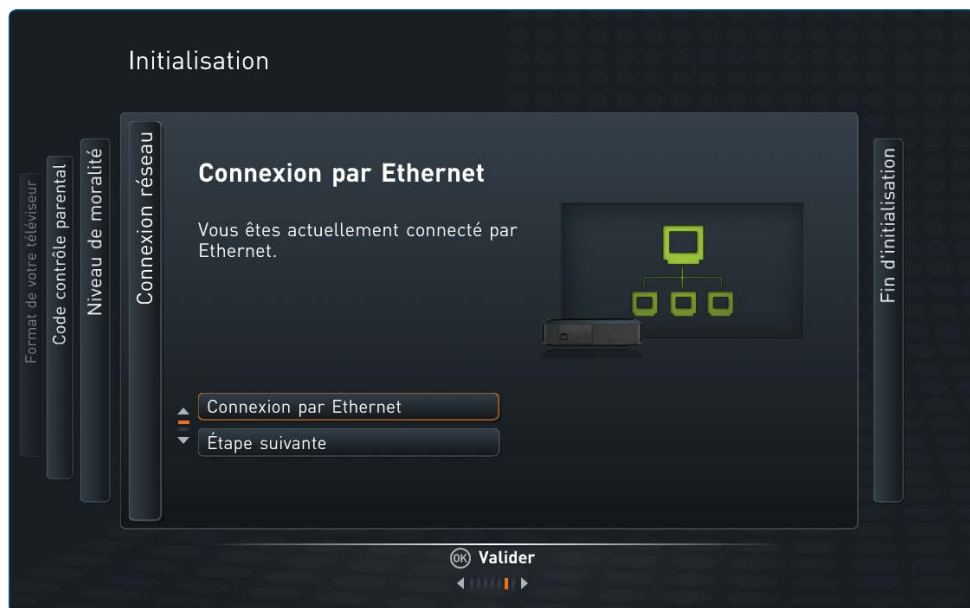 Initialisation
Format de votre téléviseur
Code contrôle parental
Niveau de moralité
Connexion réseau
Connexion par Ethernet
Vous êtes actuellement connecté par
Ethernet.
Connexion par Ethernet
Étape suivante
Fin d'initialisation
OK Valider